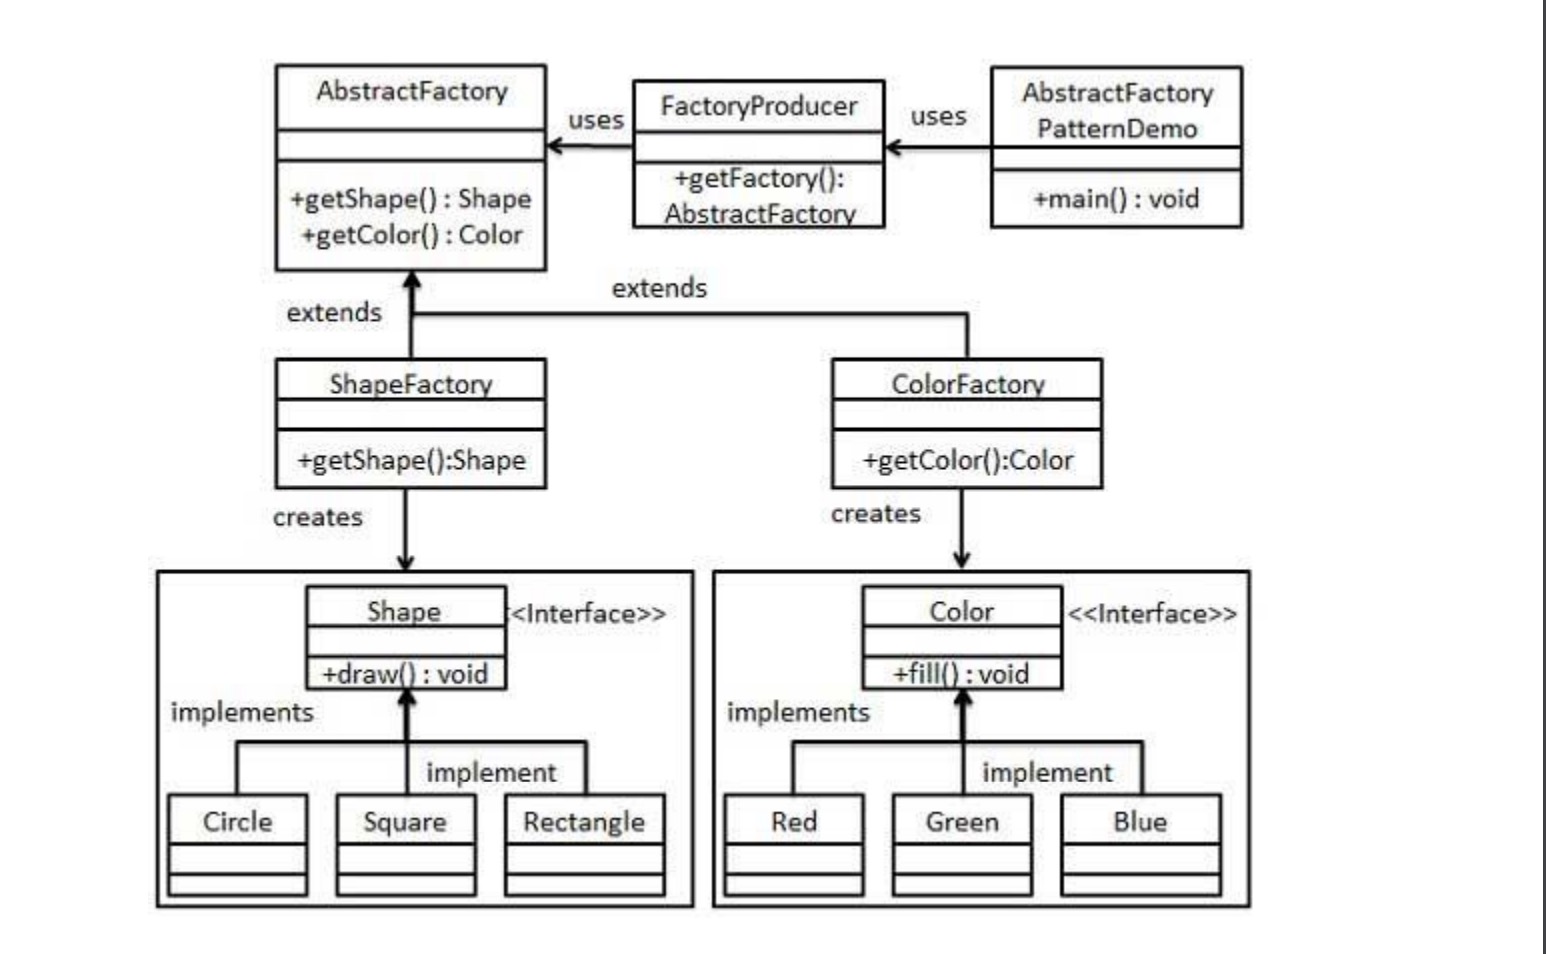 AbstractFactory
+getShape() : Shape
+getColor() : Color
uses
FactoryProducer
+getFactory():
AbstractFactory
uses
AbstractFactory
PatternDemo
+main() : void
extends
extends
ShapeFactory
+getShape():Shape
ColorFactory
+getColor():Color
creates
creates
Shape
<<Interface>>
+draw() : void
implements
implement
Circle
Square
Rectangle
Color
<<Interface>>
+fill() : void
implements
implement
Red
Green
Blue